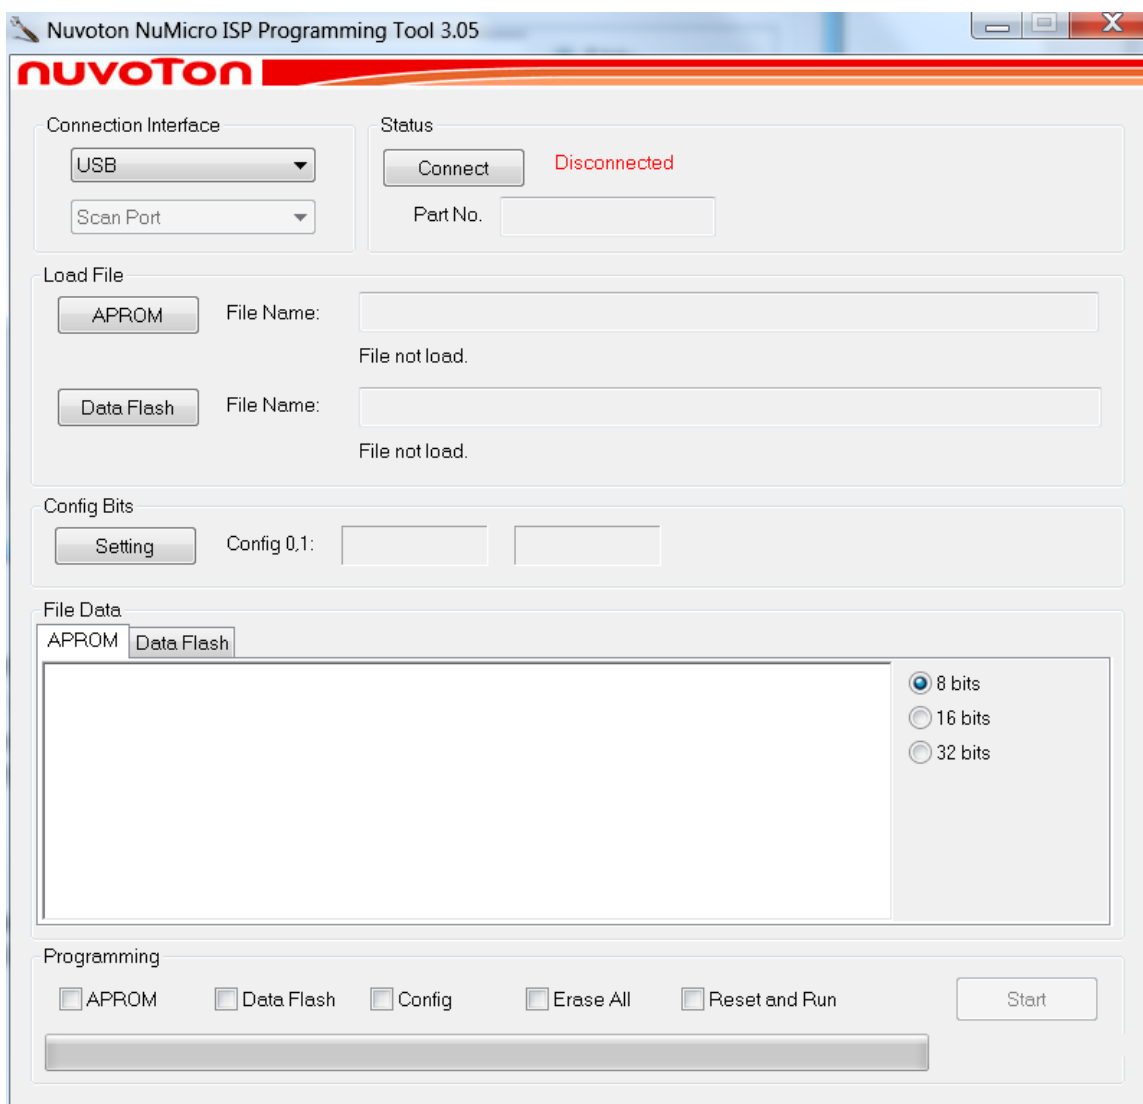 Nuvoton NuMicro ISP Programming Tool 3.05
nuvoTon
Connection Interface
USB
Scan Port
Status
Connect Disconnected
Part No.
Load File
APROM File Name:
File not load.
Data Flash File Name:
File not load.
Config Bits
Setting Config 0,1:
File Data
APROM Data Flash
8 bits
16 bits
32 bits
Programming
APROM Data Flash Config Erase All Reset and Run Start